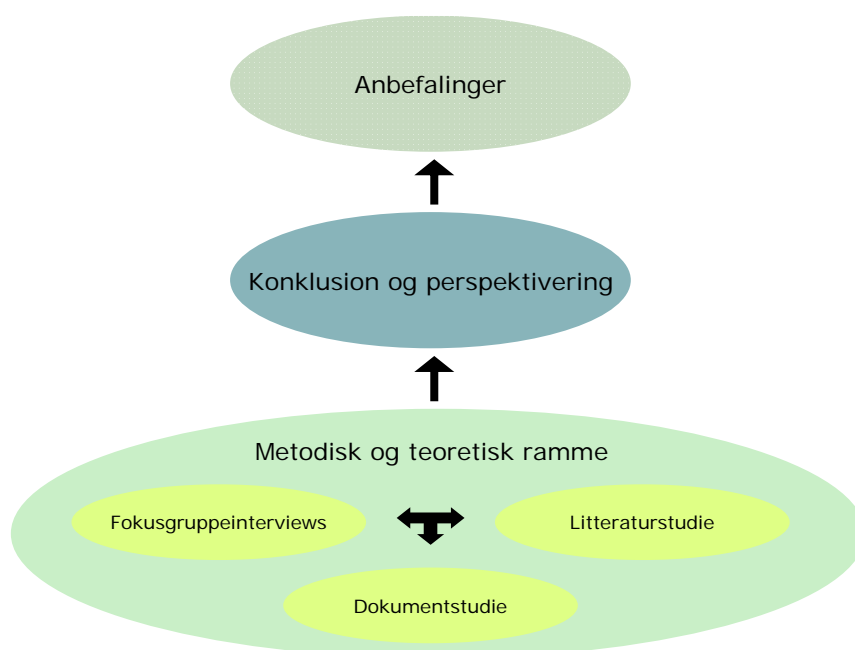 Anbefalinger
Konklusion og perspektivering
Metodisk og teoretisk ramme
Fokusgruppeinterviews
Litteraturstudie
Dokumentstudie